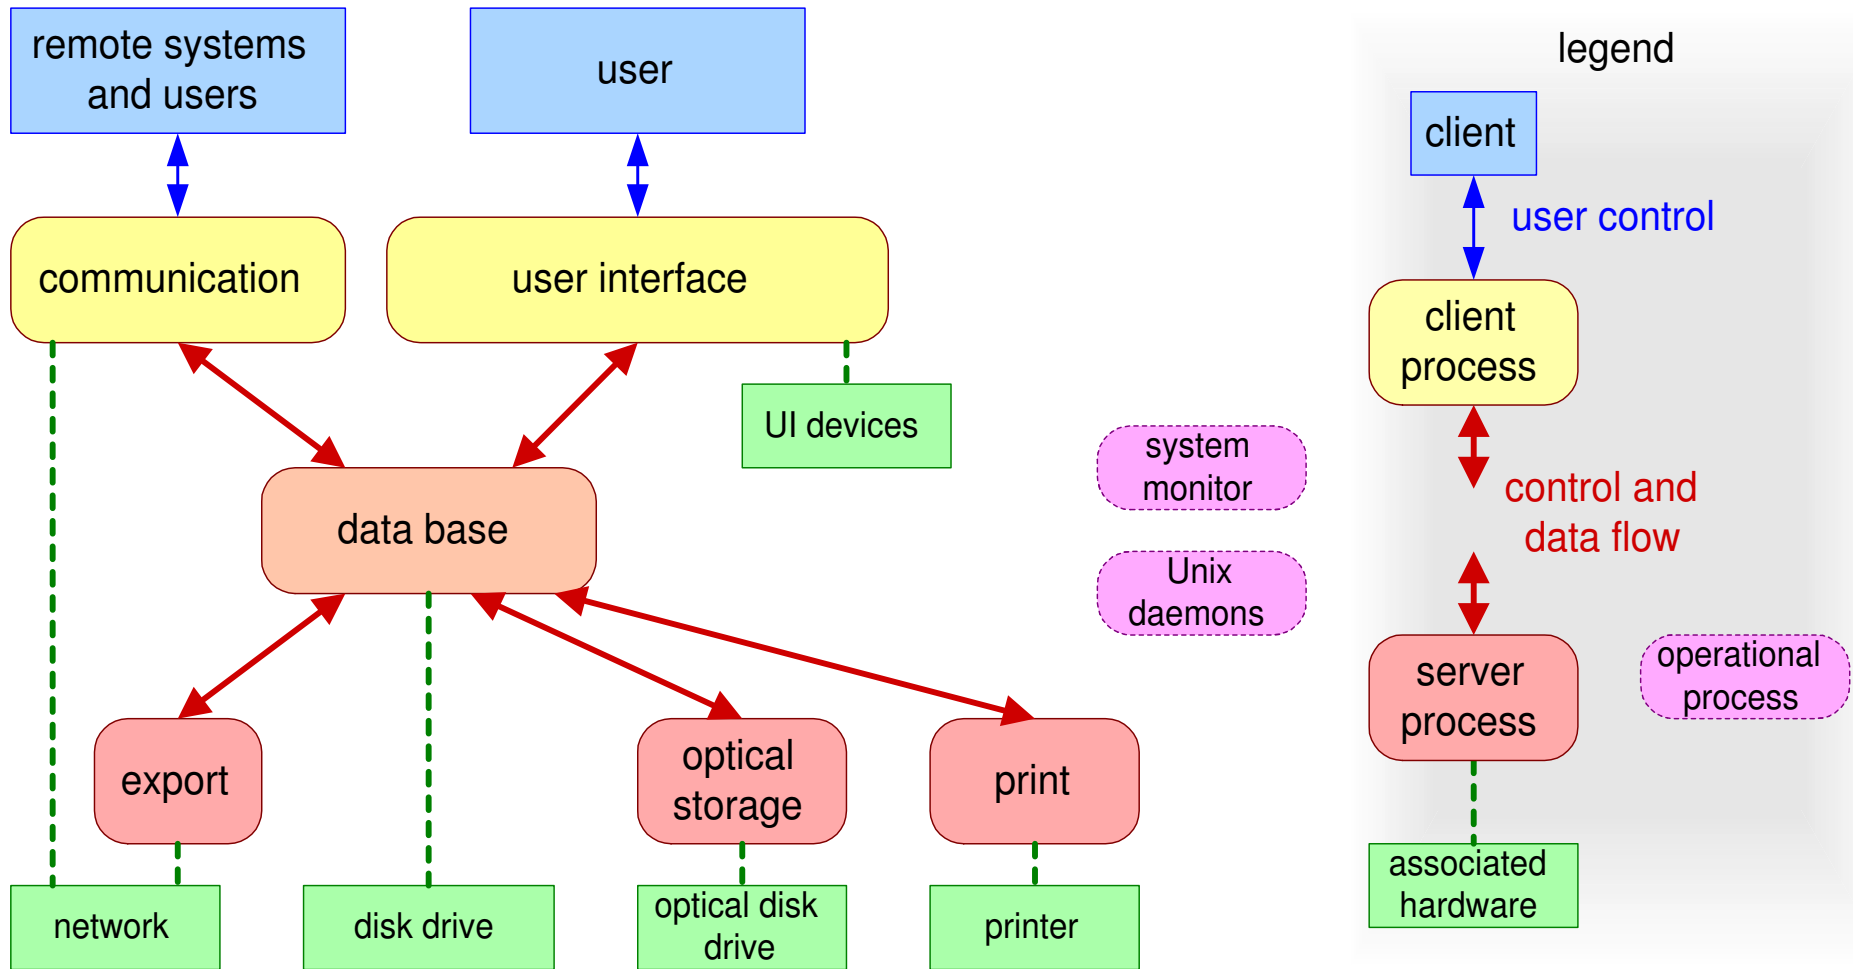 remote systems
and users
user
legend
client
user control
communication
user interface
client
process
UI devices
system
monitor
control and
data flow
data base
Unix
daemons
server
process
operational
process
export
optical
storage
print
associated
hardware
network
disk drive
optical disk
drive
printer